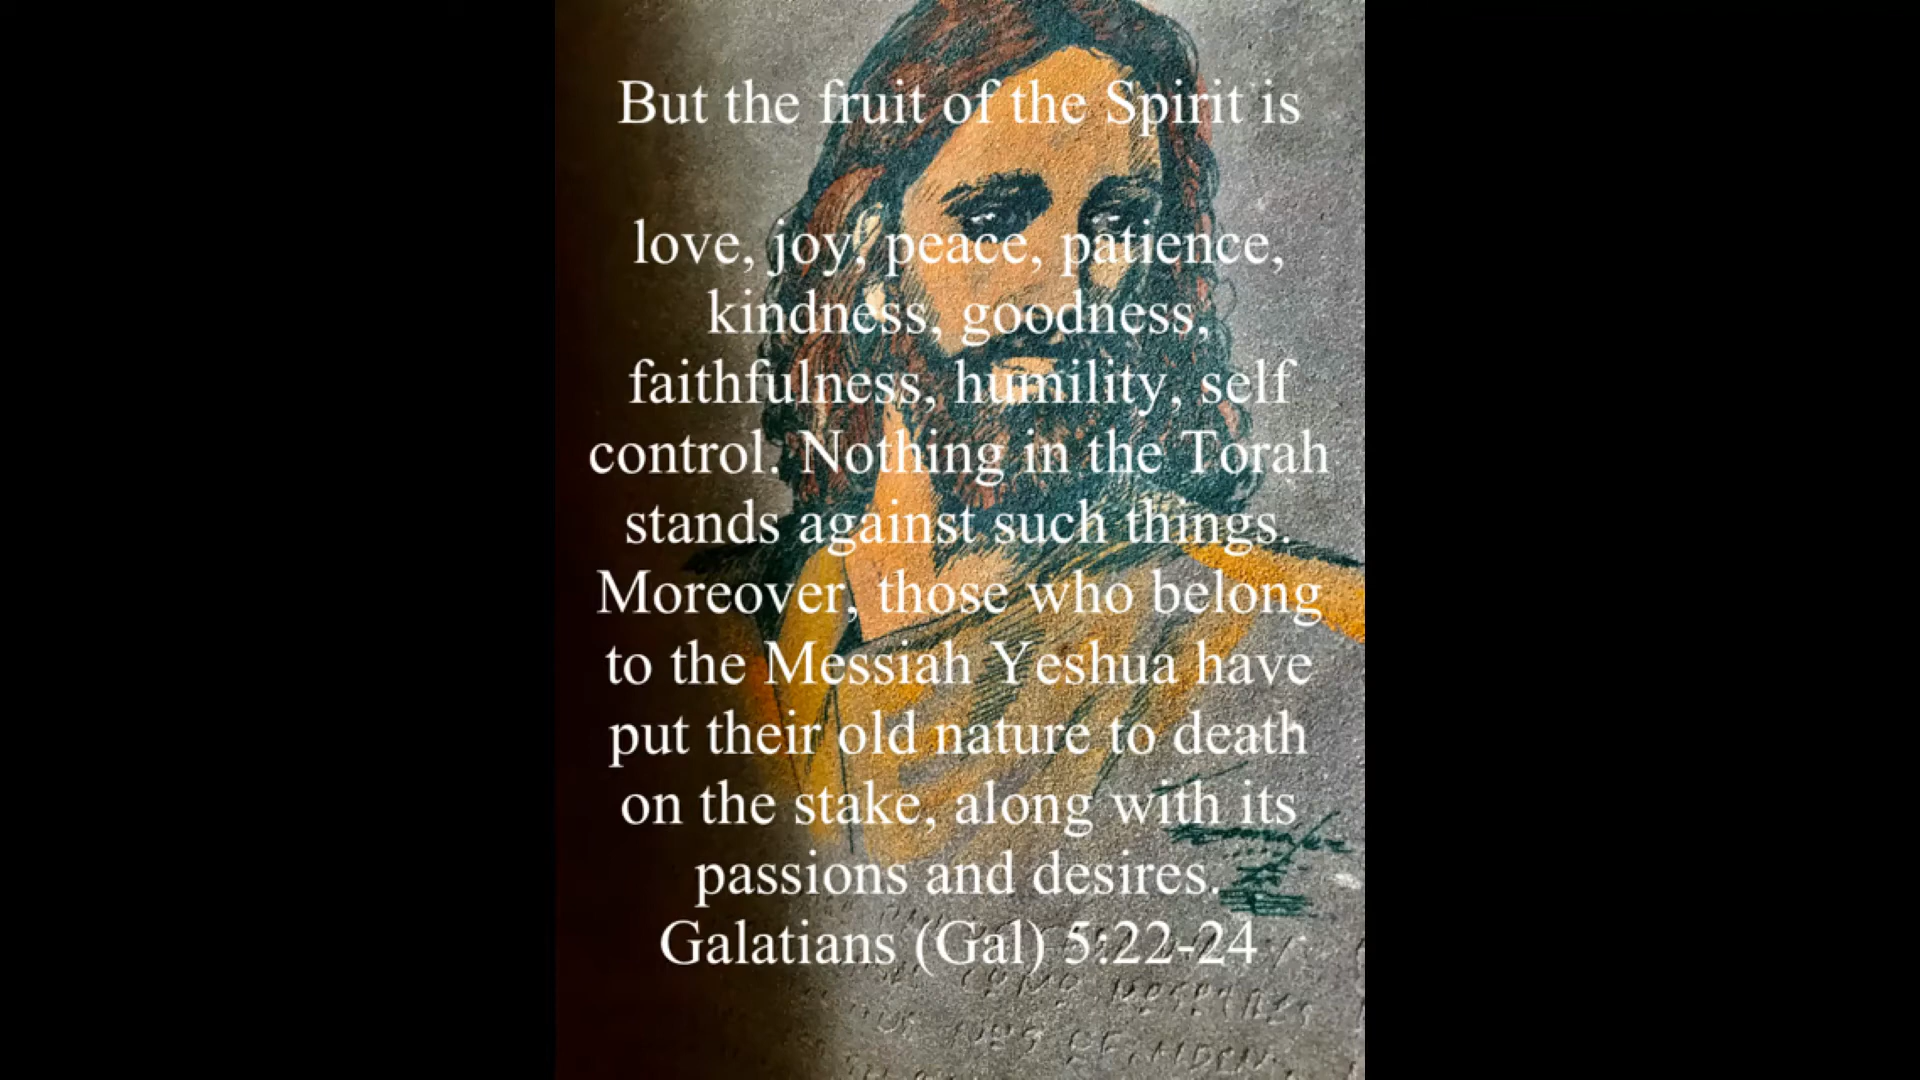 But the fruit of the Spirit is
love, joy, peace, patience,
kindness, goodness,
faithfulness, humility, self
control. Nothing in the Torah
stands against such things.
Moreover, those who belong
to the Messiah Yeshua have
put their old nature to death
on the stake, along with its
passions and desires.
Galatians (Gal) 5:22-24